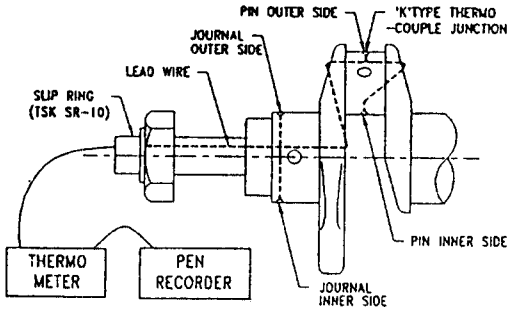 PIN OUTER SIDE
'K'TYPE THERMO
-COUPLE JUNCTION
JOURNAL
OUTER SIDE
LEAD WIRE
SLIP RING
(TSK SR-10)
PIN INNER SIDE
THERMO
METER
PEN
RECORDER
JOURNAL
INNER SIDE